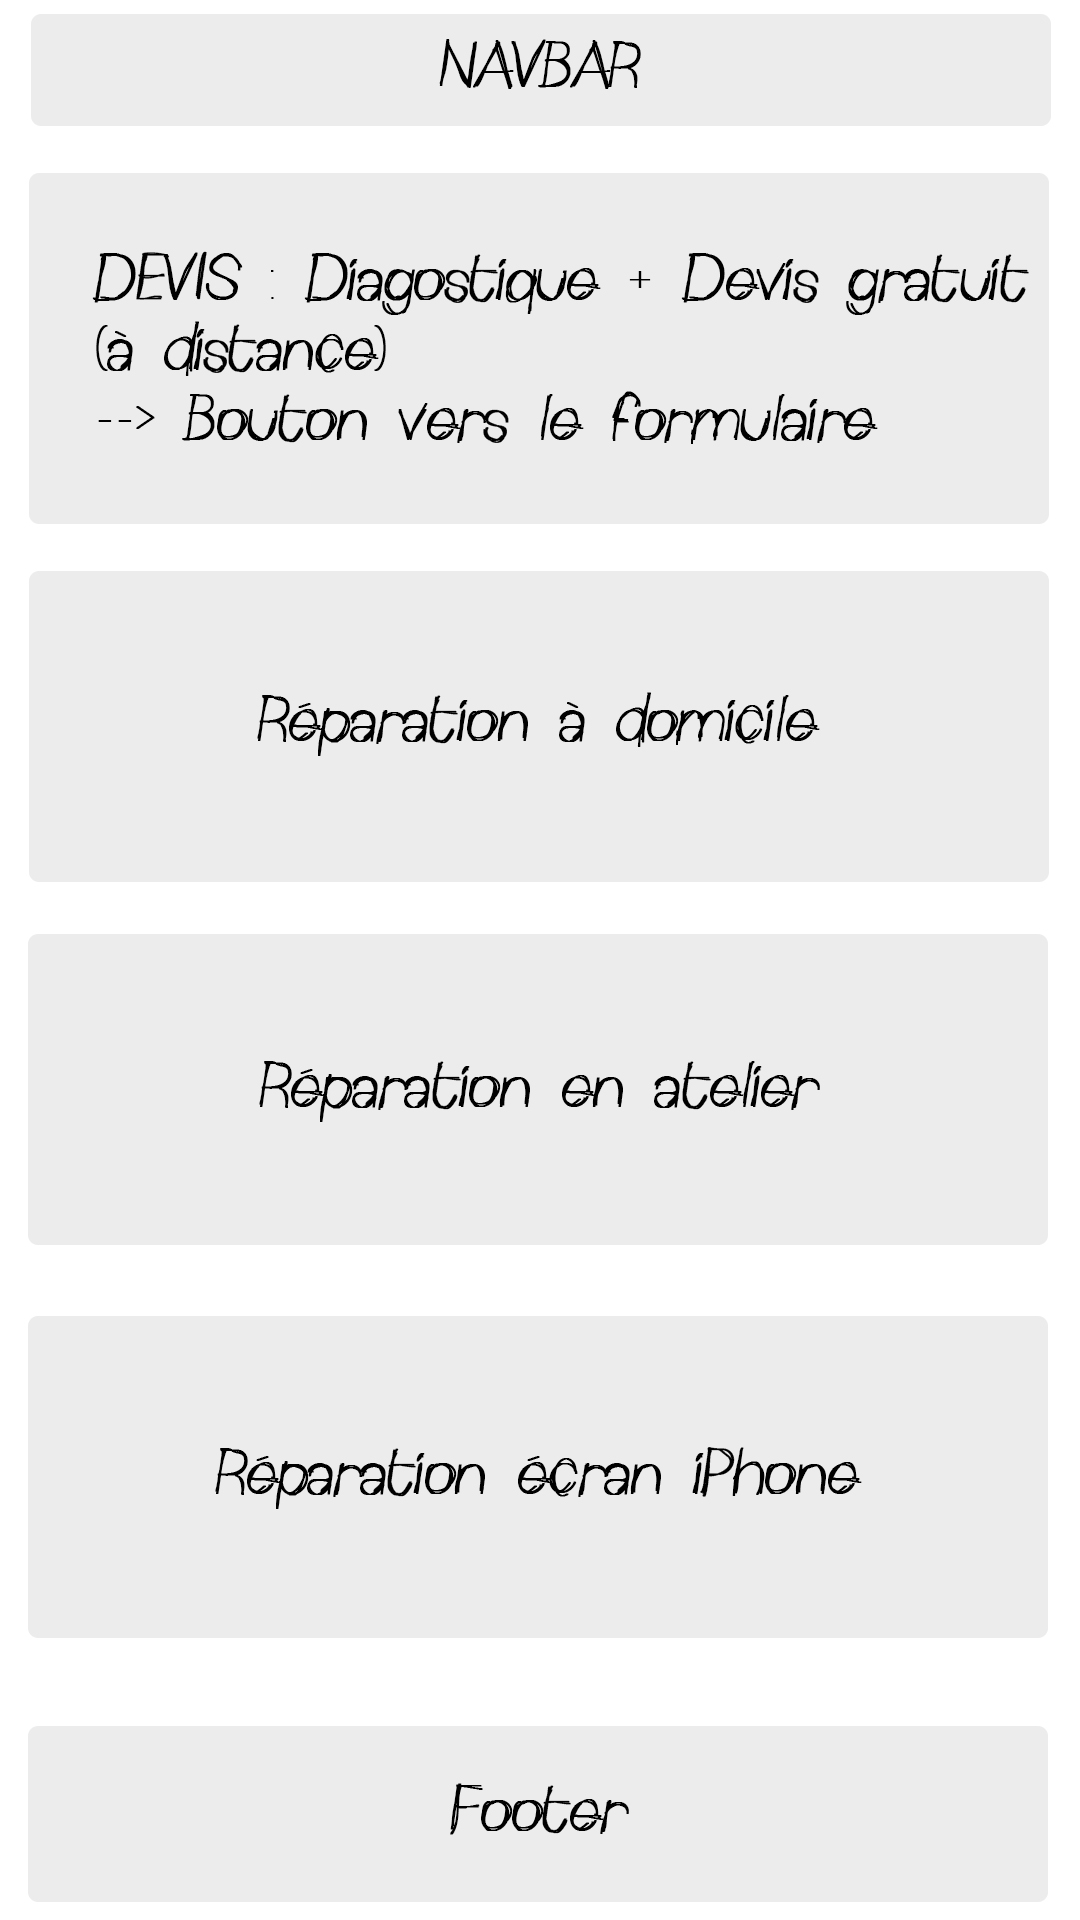 NAVBAR
DEVIS : Diagostique + Devis gratuit
(à distance)
--> Bouton vers le formulaire
Réparation à domicile
Réparation en atelier
Réparation écran iPhone
Footer